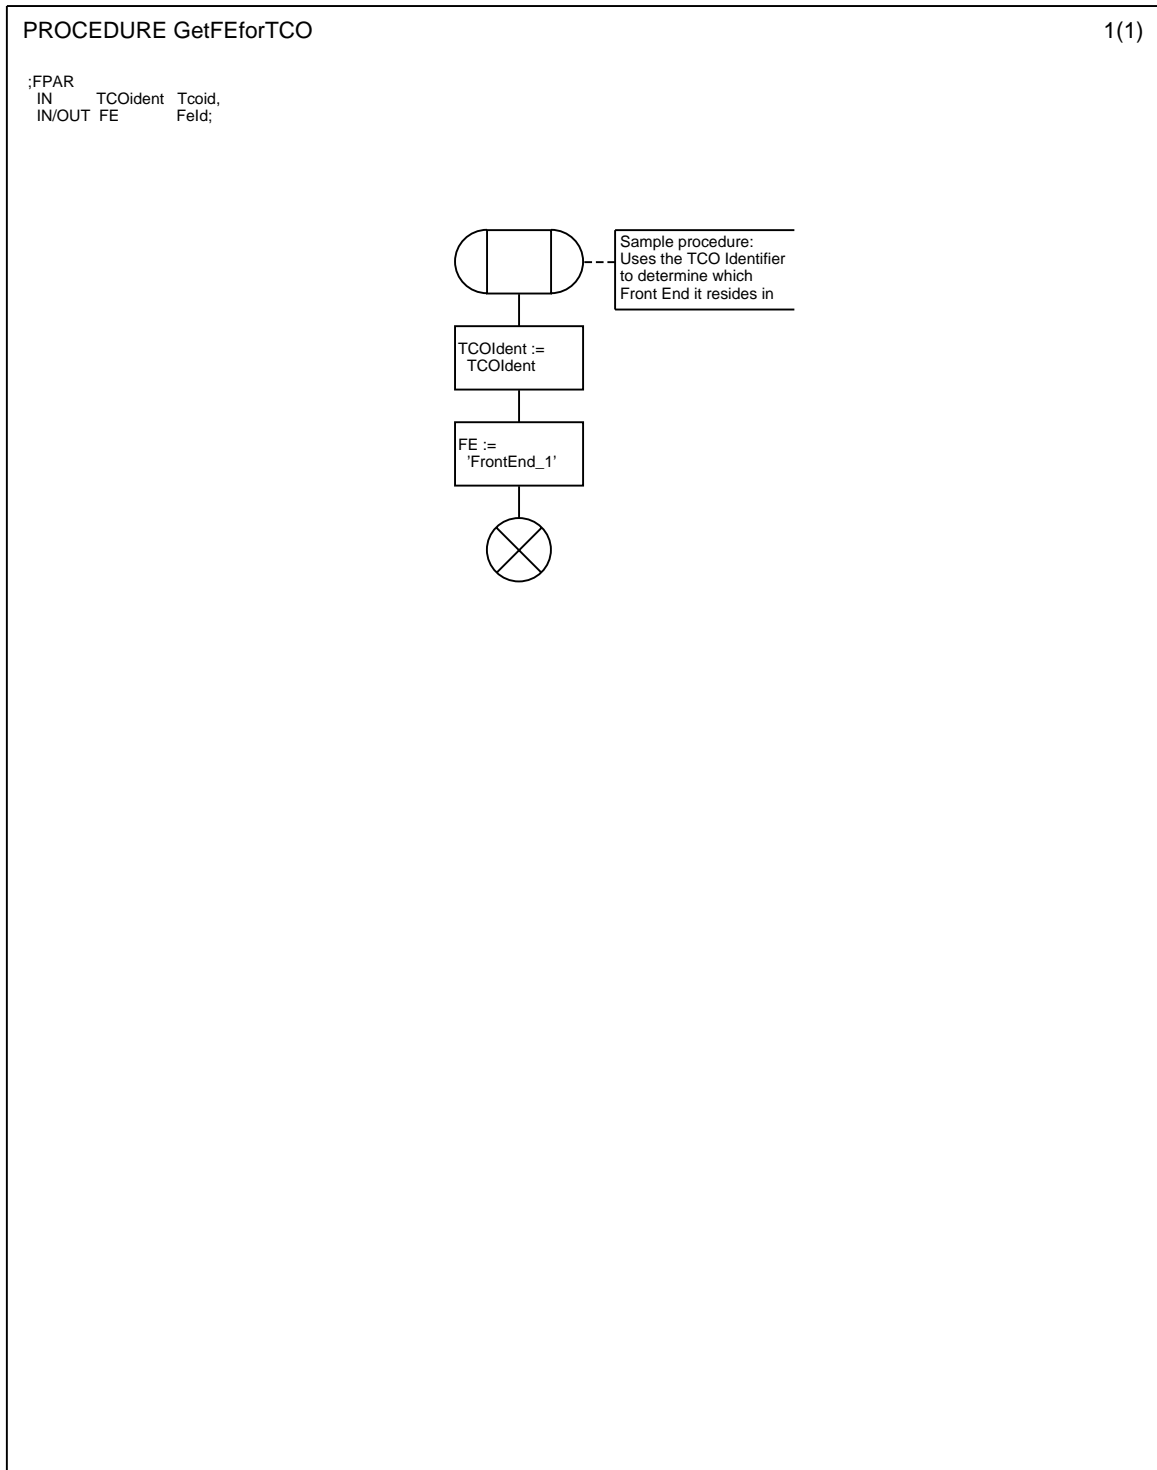 PROCEDURE GetFEforTCO
1(1)
;FPAR
IN TCOident Tcoid,
IN/OUT FE FeId;
Sample procedure:
Uses the TCO Identifier
to determine which
Front End it resides in
TCOIdent :=
TCOIdent
FE :=
’FrontEnd_1’